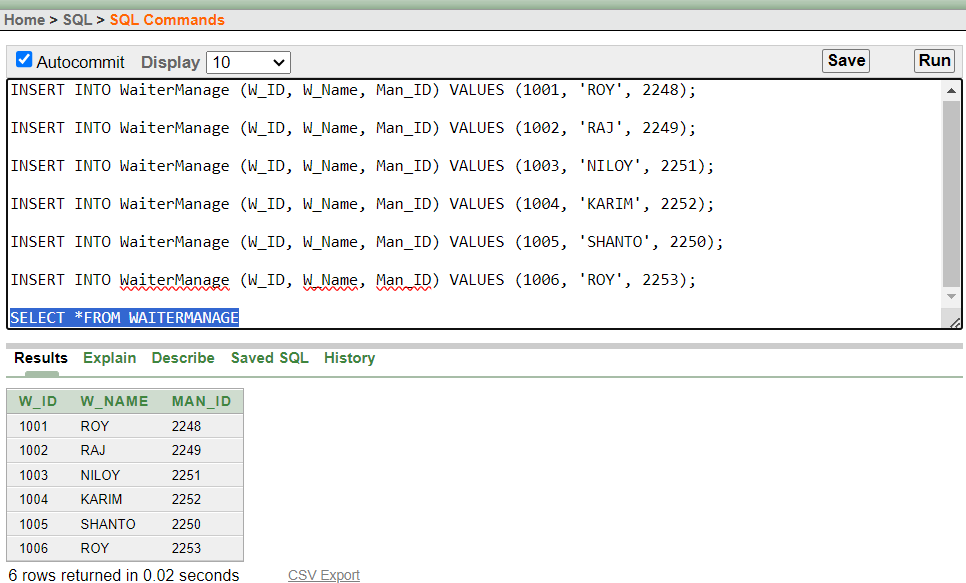 Home > SQL > SQL Commands
Autocommit Display 10 Save Run
INSERT INTO WaiterManage (W_ID, W_Name, Man_ID) VALUES (1001, 'ROY', 2248);
INSERT INTO WaiterManage (W_ID, W_Name, Man_ID) VALUES (1002, 'RAJ', 2249);
INSERT INTO WaiterManage (W_ID, W_Name, Man_ID) VALUES (1003, 'NILOY', 2251);
INSERT INTO WaiterManage (W_ID, W_Name, Man_ID) VALUES (1004, 'KARIM', 2252);
INSERT INTO WaiterManage (W_ID, W_Name, Man_ID) VALUES (1005, 'SHANTO', 2250);
INSERT INTO WaiterManage (W_ID, W_Name, Man_ID) VALUES (1006, 'ROY', 2253);
SELECT *FROM WAITERMANAGE
Results Explain Describe Saved SQL History
W_ID W_NAME MAN_ID
1001 ROY 2248
1002 RAJ 2249
1003 NILOY 2251
1004 KARIM 2252
1005 SHANTO 2250
1006 ROY 2253
6 rows returned in 0.02 seconds CSV Export